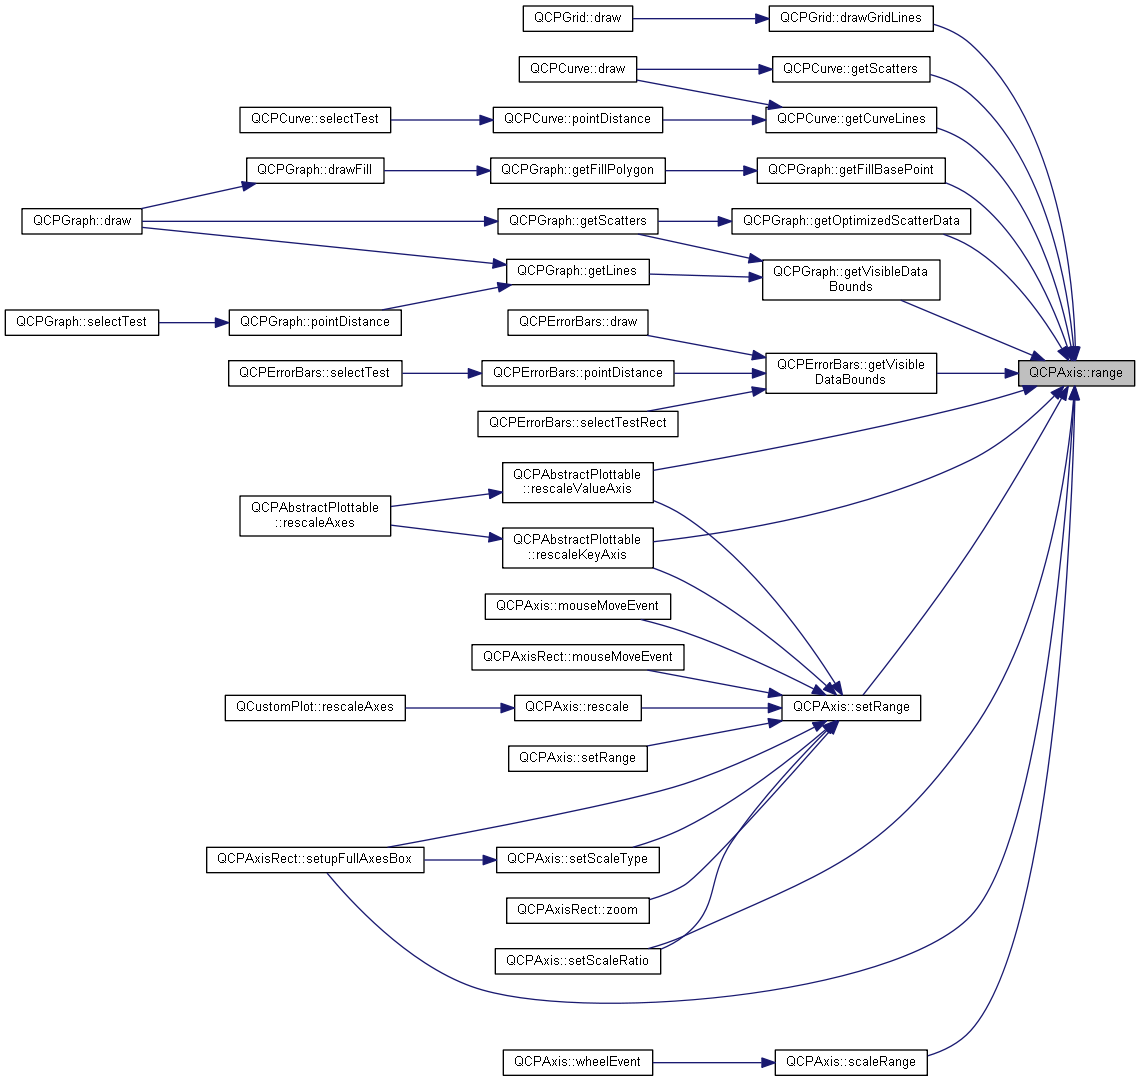 QCPGrid::draw
QCPGrid::drawGridLines
QCPCurve::draw
QCPCurve::getScatters
QCPCurve::selectTest
QCPCurve::pointDistance
QCPCurve::getCurveLines
QCPGraph::drawFill
QCPGraph::getFillPolygon
QCPGraph::getFillBasePoint
QCPGraph::draw
QCPGraph::getScatters
QCPGraph::getOptimizedScatterData
QCPGraph::getLines
QCPGraph::getVisibleData
Bounds
QCPGraph::selectTest
QCPGraph::pointDistance
QCPErrorBars::draw
QCPErrorBars::selectTest
QCPErrorBars::pointDistance
QCPErrorBars::getVisible
DataBounds
QCPAxis::range
QCPErrorBars::selectTestRect
QCPAbstractPlottable
::rescaleValueAxis
QCPAbstractPlottable
::rescaleAxes
QCPAbstractPlottable
::rescaleKeyAxis
QCPAxis::mouseMoveEvent
QCPAxisRect::mouseMoveEvent
QCustomPlot::rescaleAxes
QCPAxis::rescale
QCPAxis::setRange
QCPAxis::setRange
QCPAxisRect::setupFullAxesBox
QCPAxis::setScaleType
QCPAxisRect::zoom
QCPAxis::setScaleRatio
QCPAxis::wheelEvent
QCPAxis::scaleRange